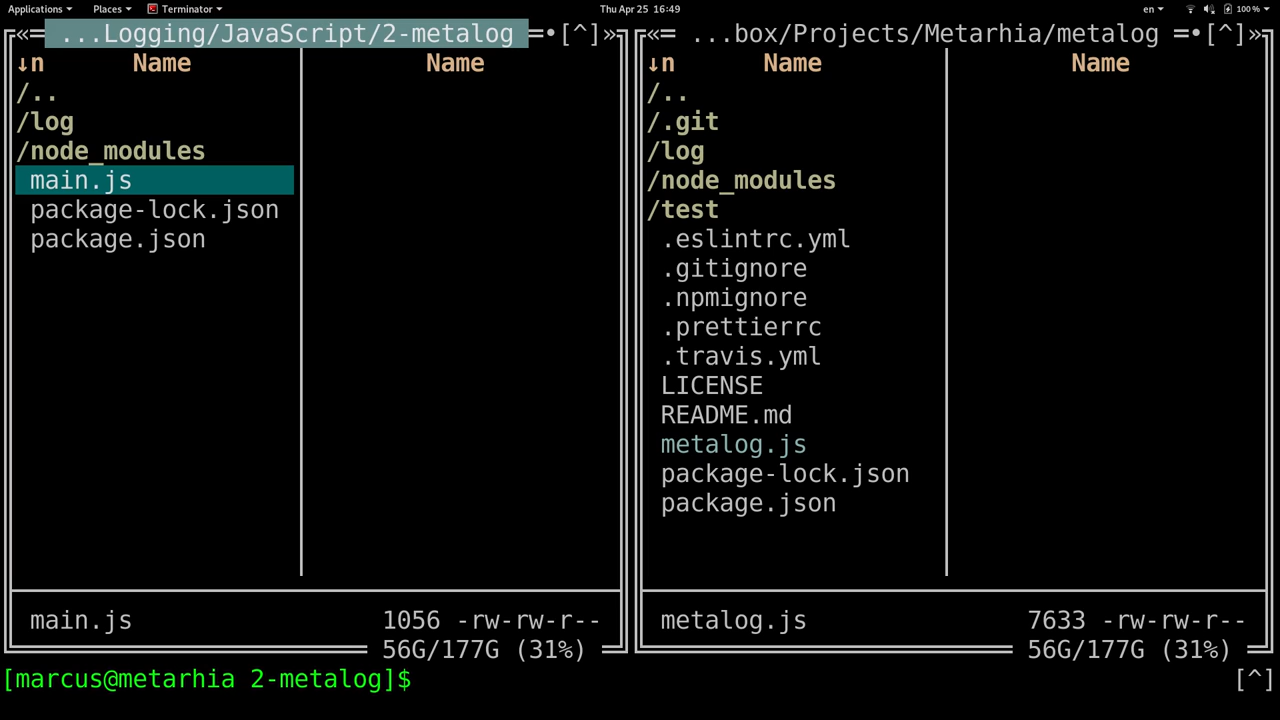 Applications Places Terminator Thu Apr 25 16:49 en 100 %
«= ...Logging/JavaScript/2-metalog =•[^]»
↓n Name Name
/..
/log
/node_modules
main.js
package-lock.json
package.json
main.js 1056 -rw-rw-r--
56G/177G (31%)
«= ...box/Projects/Metarhia/metalog =•[^]»
↓n Name Name
/..
/.git
/log
/node_modules
/test
.eslintrc.yml
.gitignore
.npmignore
.prettierrc
.travis.yml
LICENSE
README.md
metalog.js
package-lock.json
package.json
metalog.js 7633 -rw-rw-r--
56G/177G (31%)
[marcus@metarhia 2-metalog]$ [^]